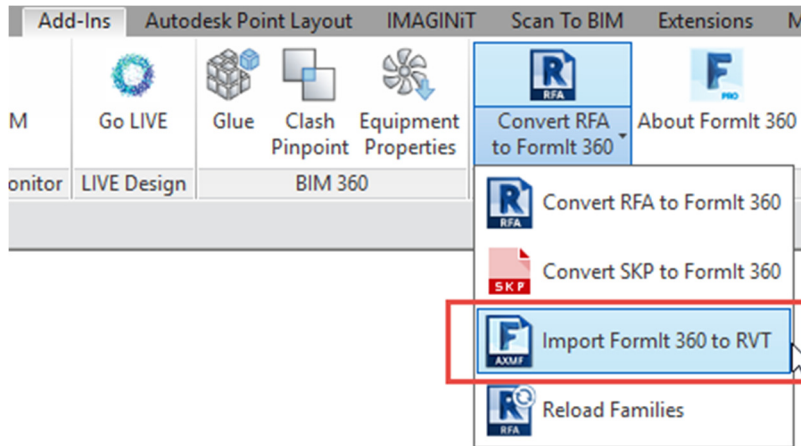 Add-Ins Autodesk Point Layout IMAGINiT Scan To BIM Extensions M
RFA PRO
M Go LIVE Glue Clash Equipment Convert RFA About FormIt 360
Pinpoint Properties to FormIt 360
onitor LIVE Design BIM 360
RFA Convert RFA to FormIt 360
SKP Convert SKP to FormIt 360
AXMF Import FormIt 360 to RVT
RFA Reload Families